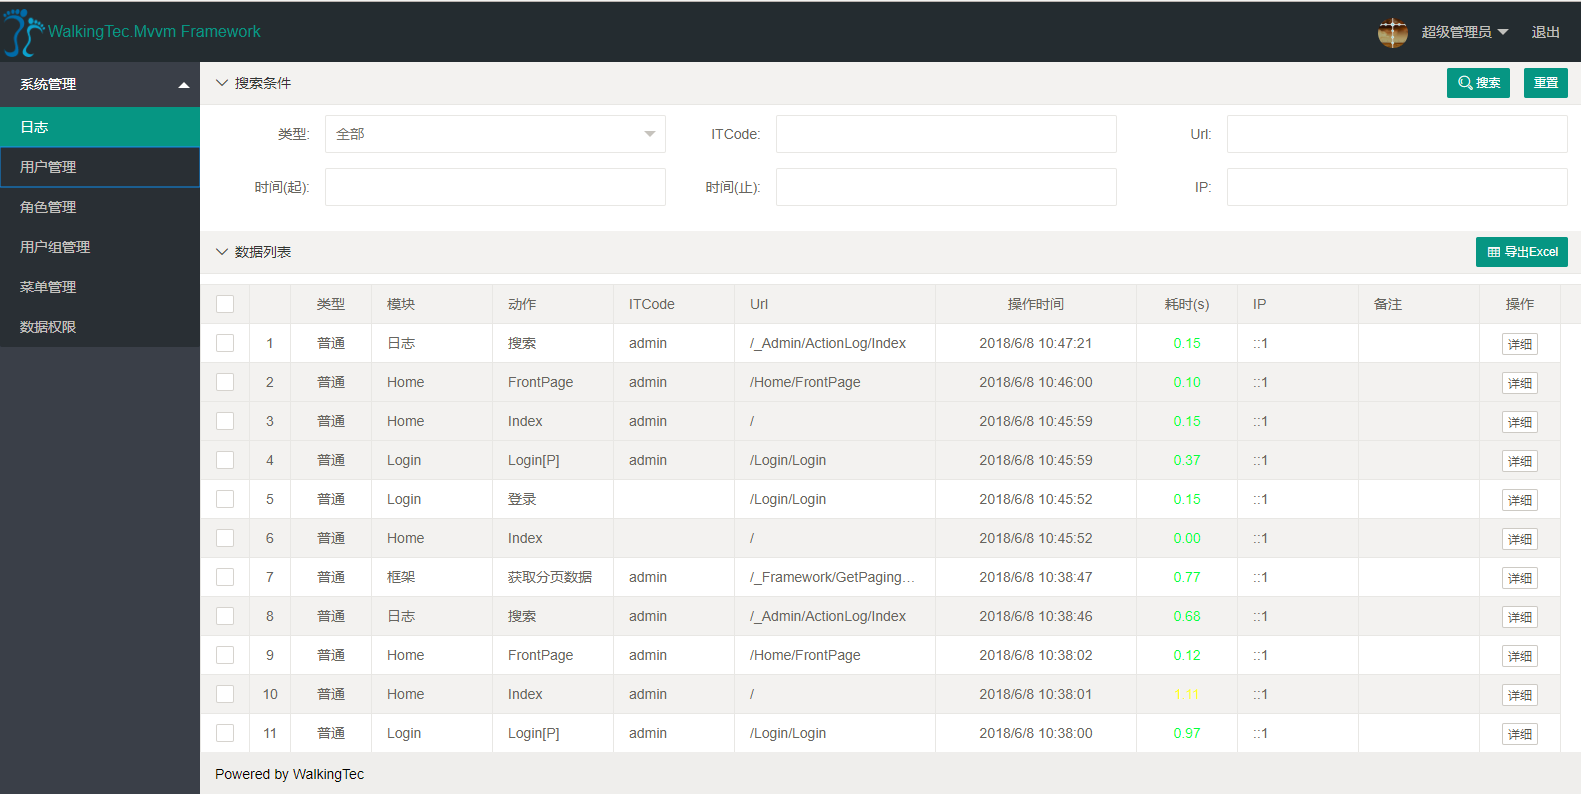 WalkingTec.Mvvm Framework
超级管理员 退出
系统管理
日志
用户管理
角色管理
用户组管理
菜单管理
数据权限
搜索条件 搜索 重置
类型: 全部 ITCode: Url:
时间(起): 时间(止): IP:
数据列表 导出Excel
类型 模块 动作 ITCode Url 操作时间 耗时(s) IP 备注 操作
1 普通 日志 搜索 admin /_Admin/ActionLog/Index 2018/6/8 10:47:21 0.15 ::1 详细
2 普通 Home FrontPage admin /Home/FrontPage 2018/6/8 10:46:00 0.10 ::1 详细
3 普通 Home Index admin / 2018/6/8 10:45:59 0.15 ::1 详细
4 普通 Login Login[P] admin /Login/Login 2018/6/8 10:45:59 0.37 ::1 详细
5 普通 Login 登录 /Login/Login 2018/6/8 10:45:52 0.15 ::1 详细
6 普通 Home Index / 2018/6/8 10:45:52 0.00 ::1 详细
7 普通 框架 获取分页数据 admin /_Framework/GetPaging... 2018/6/8 10:38:47 0.77 ::1 详细
8 普通 日志 搜索 admin /_Admin/ActionLog/Index 2018/6/8 10:38:46 0.68 ::1 详细
9 普通 Home FrontPage admin /Home/FrontPage 2018/6/8 10:38:02 0.12 ::1 详细
10 普通 Home Index admin / 2018/6/8 10:38:01 1.11 ::1 详细
11 普通 Login Login[P] admin /Login/Login 2018/6/8 10:38:00 0.97 ::1 详细
Powered by WalkingTec